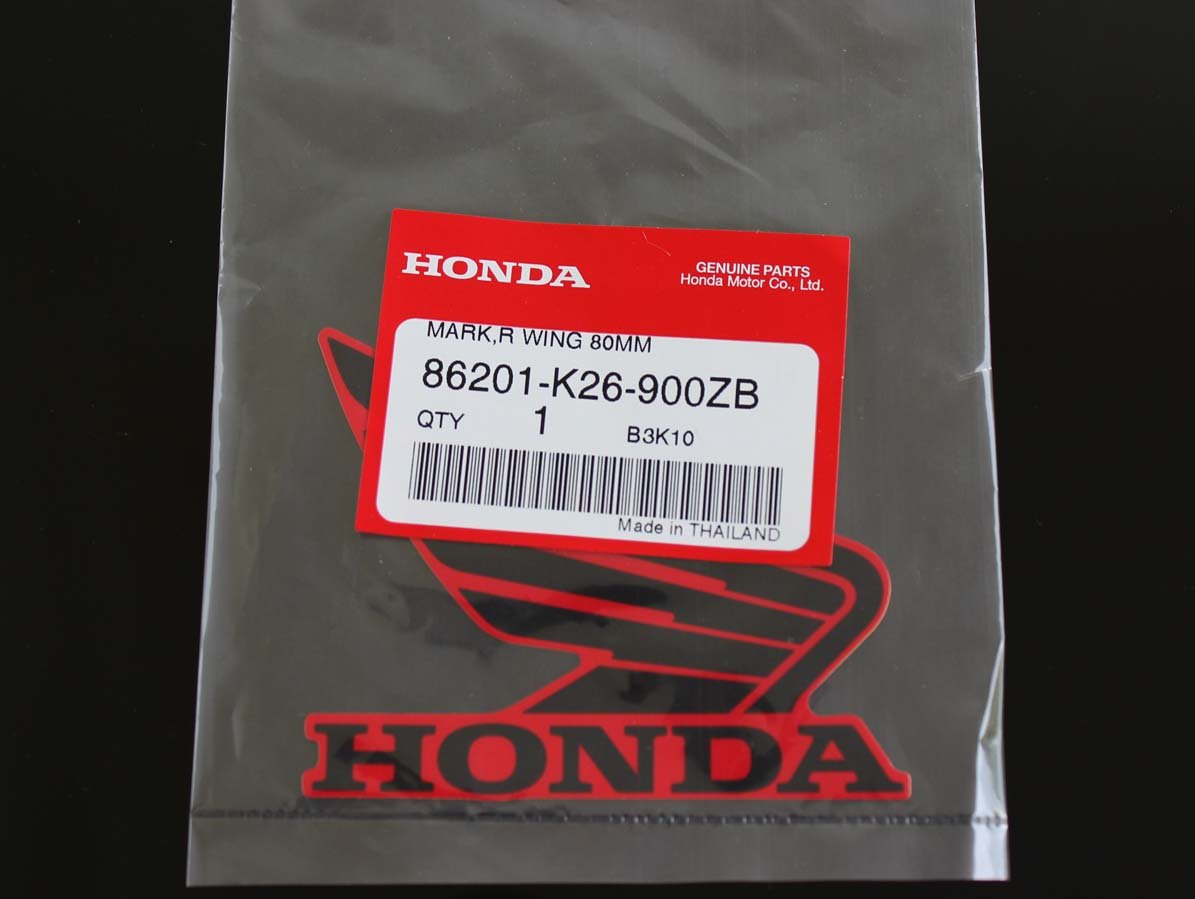 HONDA
GENUINE PARTS
Honda Motor Co., Ltd.
MARK,R WING 80MM
86201-K26-900ZB
QTY 1 B3K10
Made in THAILAND
HONDA